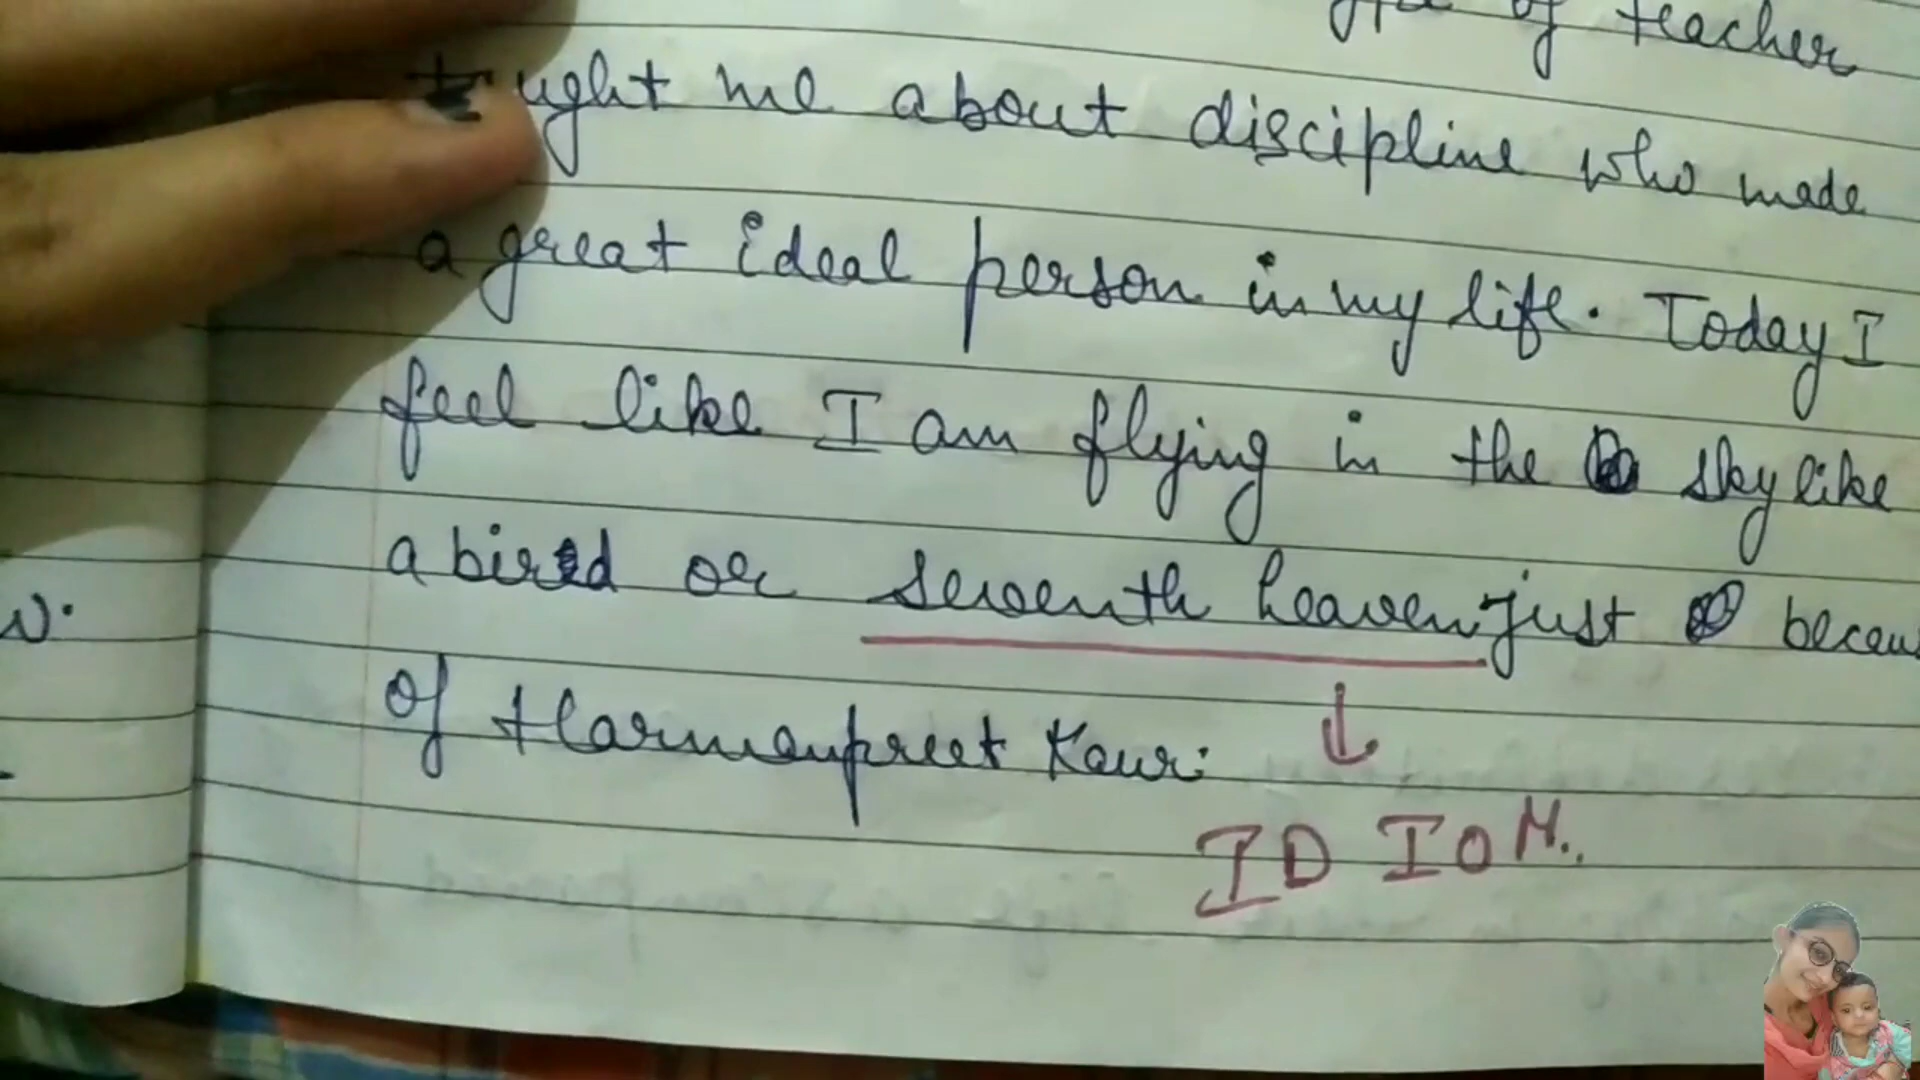 of teacher
ught me about discipline who made
a great ideal person in my life. Today I
feel like I am flying in the sky like
a bird or seventh heaven just becau
of Harmanpreet Kaur.
IDIOM.